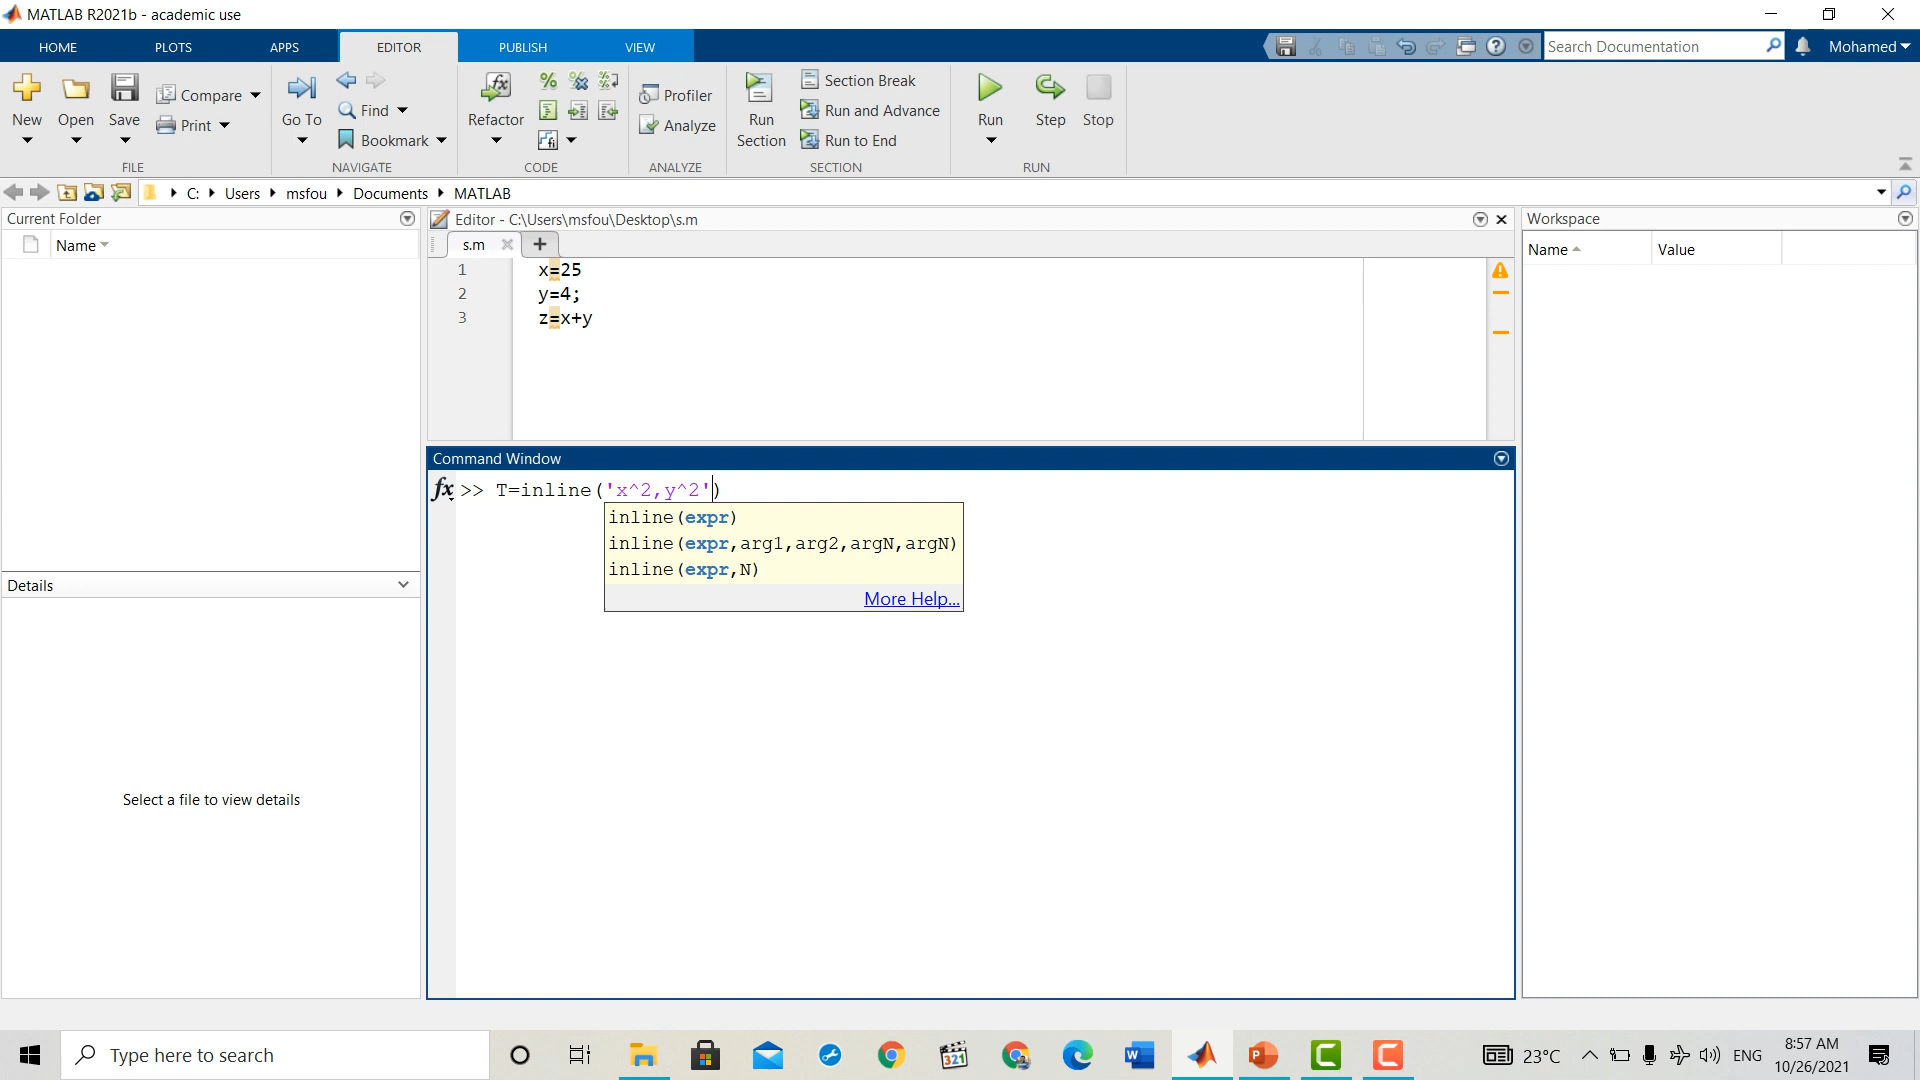 MATLAB R2021b - academic use
HOME PLOTS APPS EDITOR PUBLISH VIEW
Search Documentation
Mohamed
New
Open
Save
Compare
Print
FILE
Go To
Find
Bookmark
NAVIGATE
Refactor
CODE
Profiler
Analyze
ANALYZE
Run
Section
Section Break
Run and Advance
Run to End
SECTION
Run
Step
Stop
RUN
C: Users msfou Documents MATLAB
Current Folder
Name
Details
Select a file to view details
Editor - C:\Users\msfou\Desktop\s.m
s.m
1 x=25
2 y=4;
3 z=x+y
Command Window
fx >> T=inline('x^2,y^2')
inline(expr)
inline(expr,arg1,arg2,argN,argN)
inline(expr,N)
More Help...
Workspace
Name Value
Type here to search
321
23°C
ENG
8:57 AM
10/26/2021